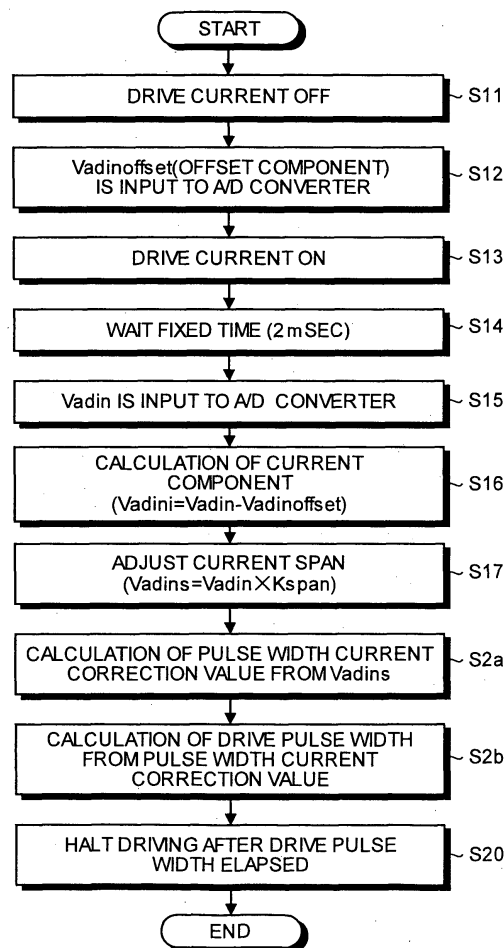 START
DRIVE CURRENT OFF
S11
Vadinoffset(OFFSET COMPONENT)
IS INPUT TO A/D CONVERTER
S12
DRIVE CURRENT ON
S13
WAIT FIXED TIME (2mSEC)
S14
Vadin IS INPUT TO A/D CONVERTER
S15
CALCULATION OF CURRENT
COMPONENT
(Vadini=Vadin-Vadinoffset)
S16
ADJUST CURRENT SPAN
(Vadins=Vadin×Kspan)
S17
CALCULATION OF PULSE WIDTH CURRENT
CORRECTION VALUE FROM Vadins
S2a
CALCULATION OF DRIVE PULSE WIDTH
FROM PULSE WIDTH CURRENT
CORRECTION VALUE
S2b
HALT DRIVING AFTER DRIVE PULSE
WIDTH ELAPSED
S20
END